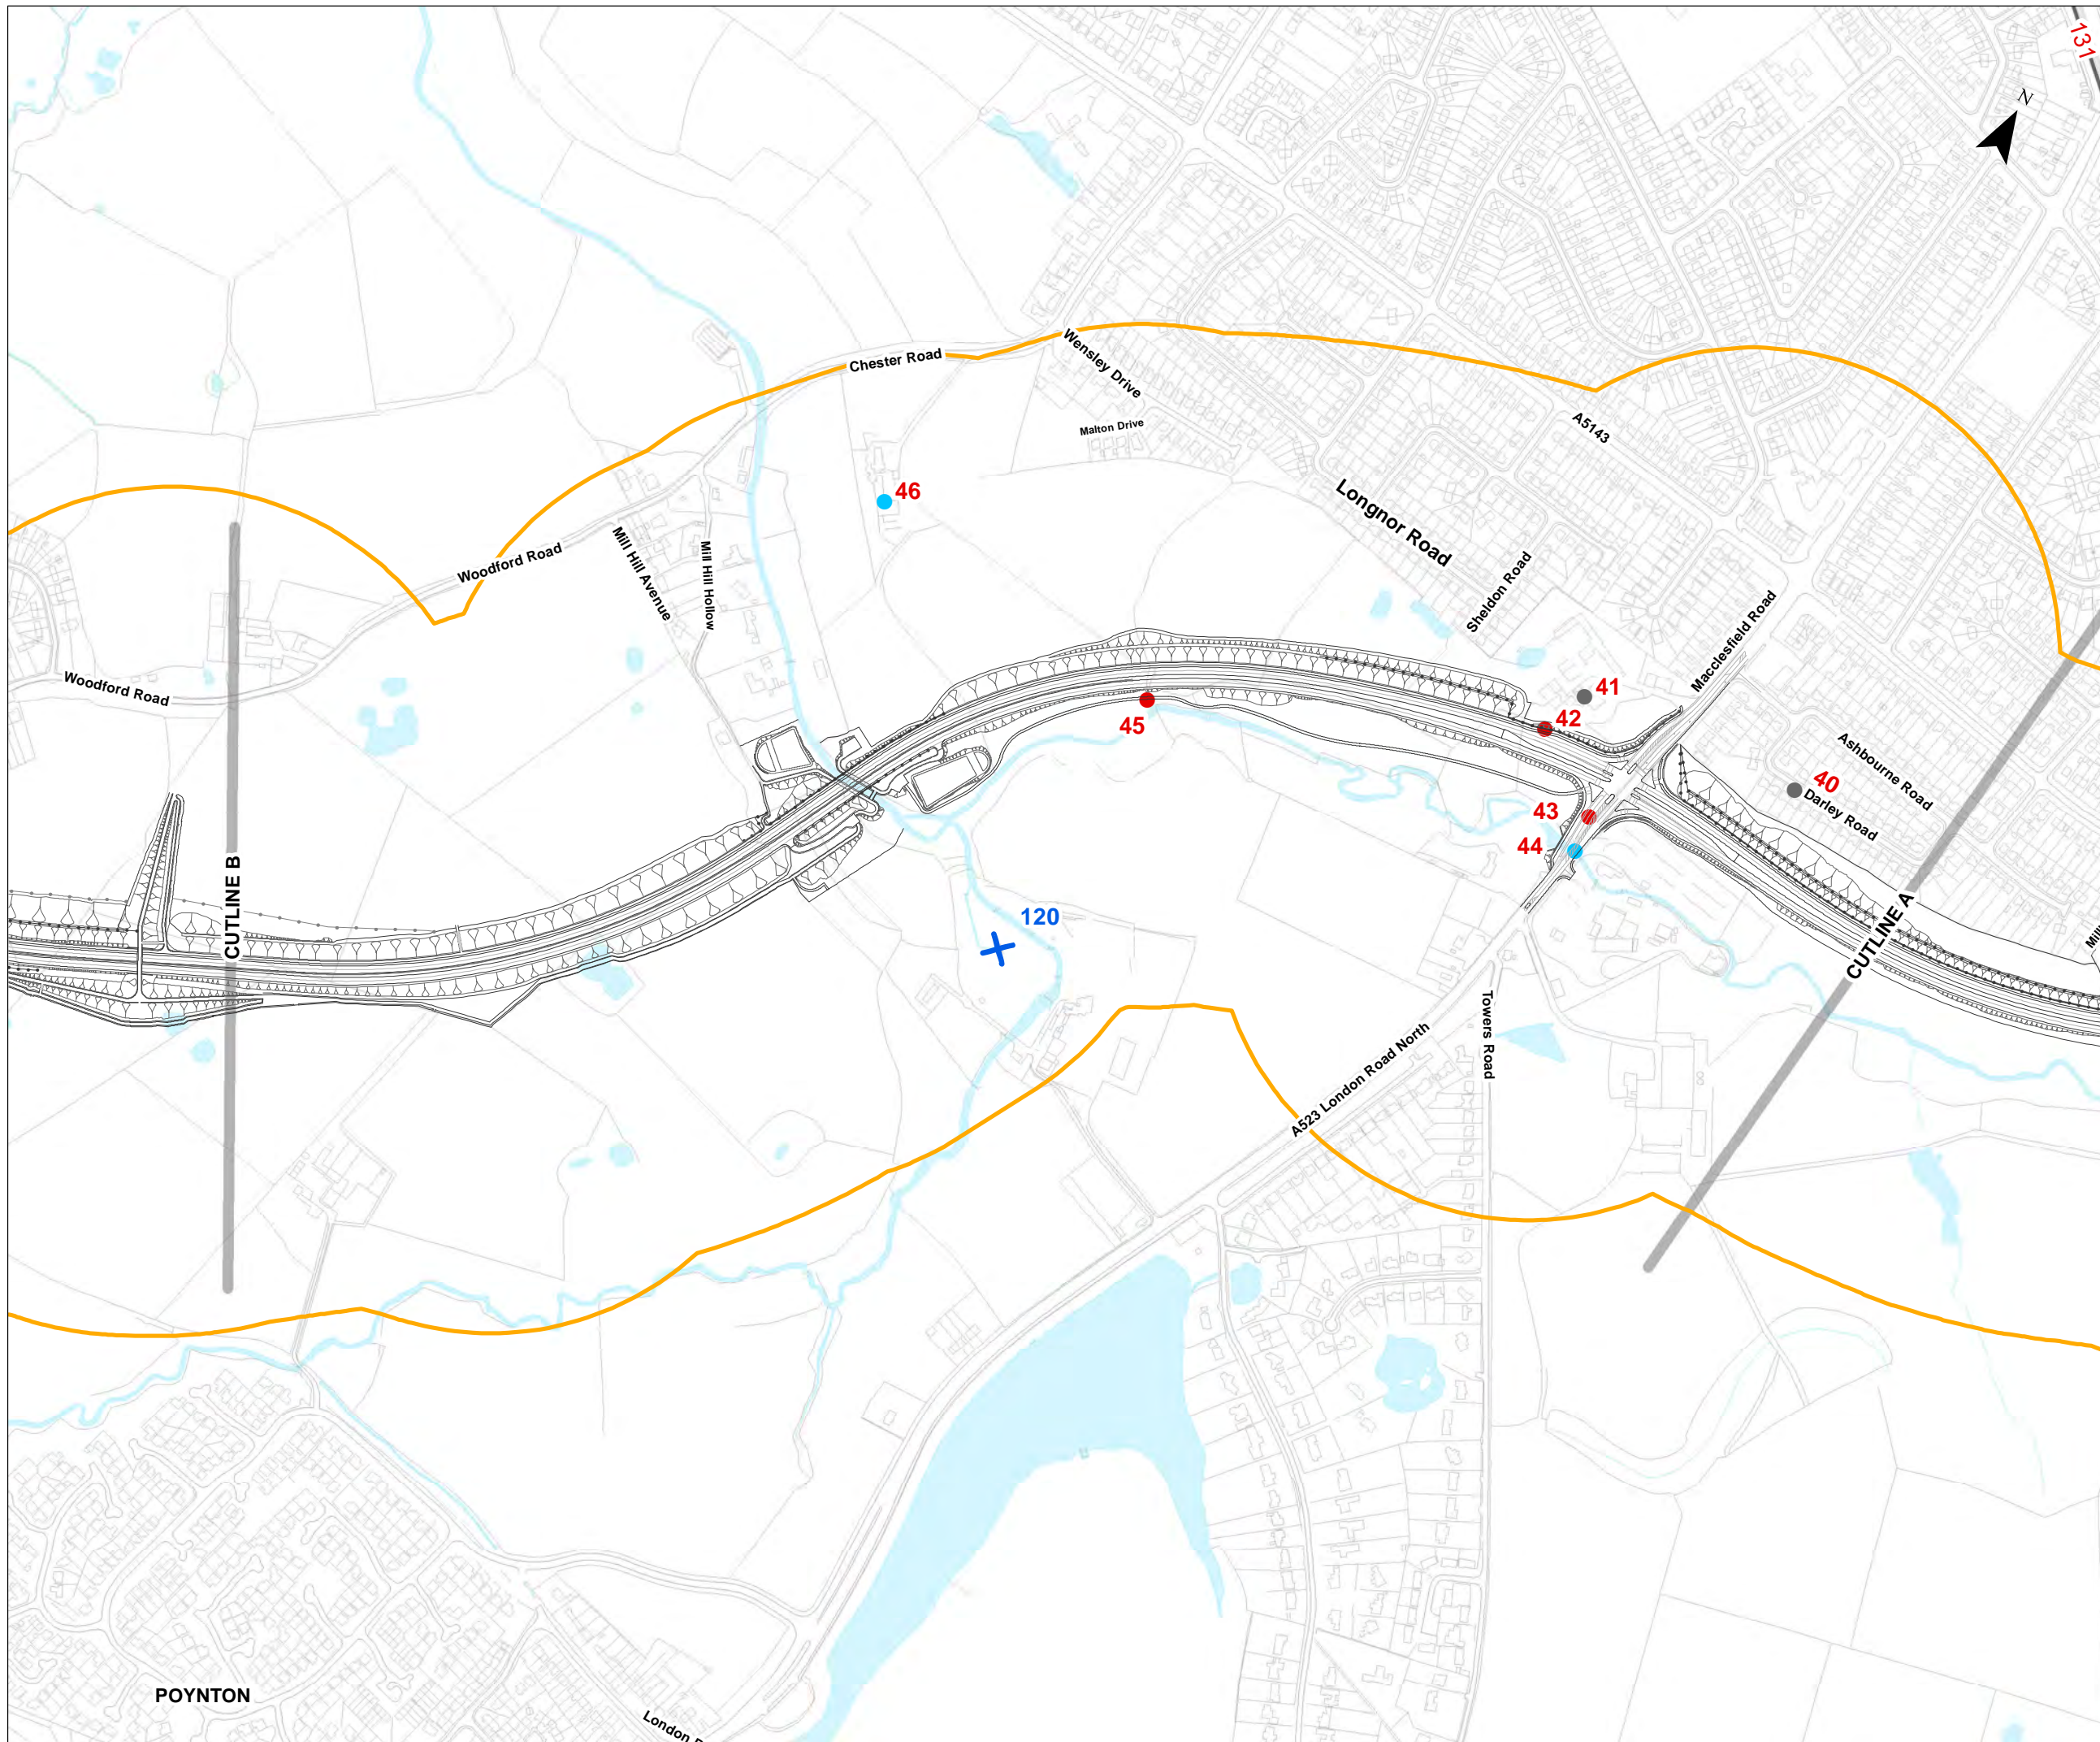 131
N
Wensley Drive
Chester Road
A5143
Malton Drive
46
Longnor Road
Woodford Road
Mill Hill Avenue
Mill Hill Hollow
Sheldon Road
Macclesfield Road
Woodford Road
41
42
45
Ashbourne Road
40
Darley Road
43
44
CUTLINE B
120
CUTLINE A
Towers Road
A523 London Road North
POYNTON
London